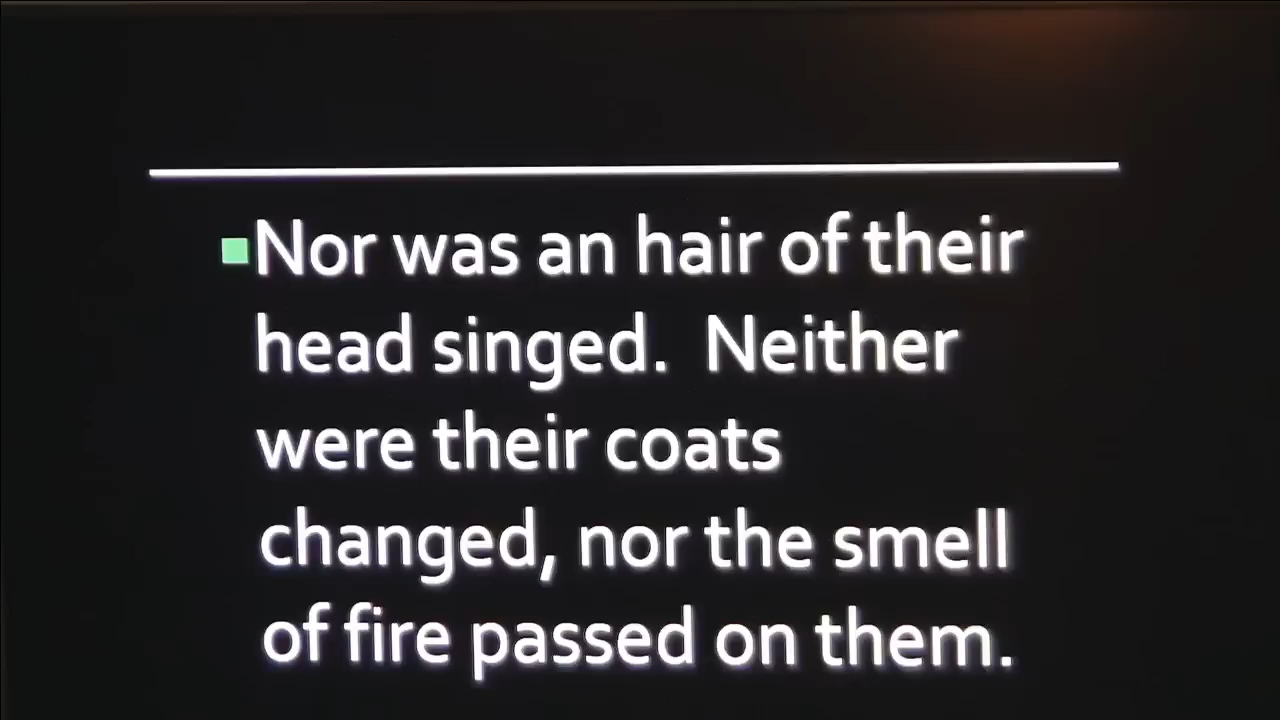 Nor was an hair of their
head singed.  Neither
were their coats
changed, nor the smell
of fire passed on them.